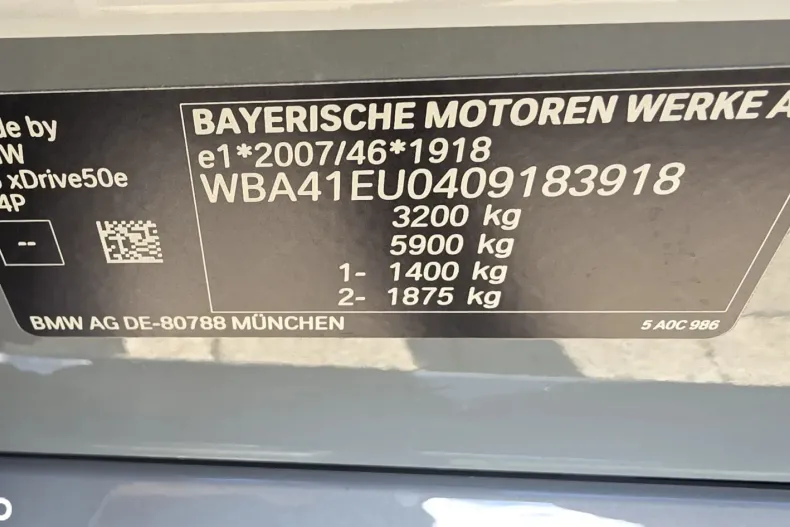 de by
W
xDrive50e
4P
--
BAYERISCHE MOTOREN WERKE A
e1*2007/46*1918
WBA41EU0409183918
3200 kg
5900 kg
1- 1400 kg
2- 1875 kg
BMW AG DE-80788 MÜNCHEN
5 A0C 986